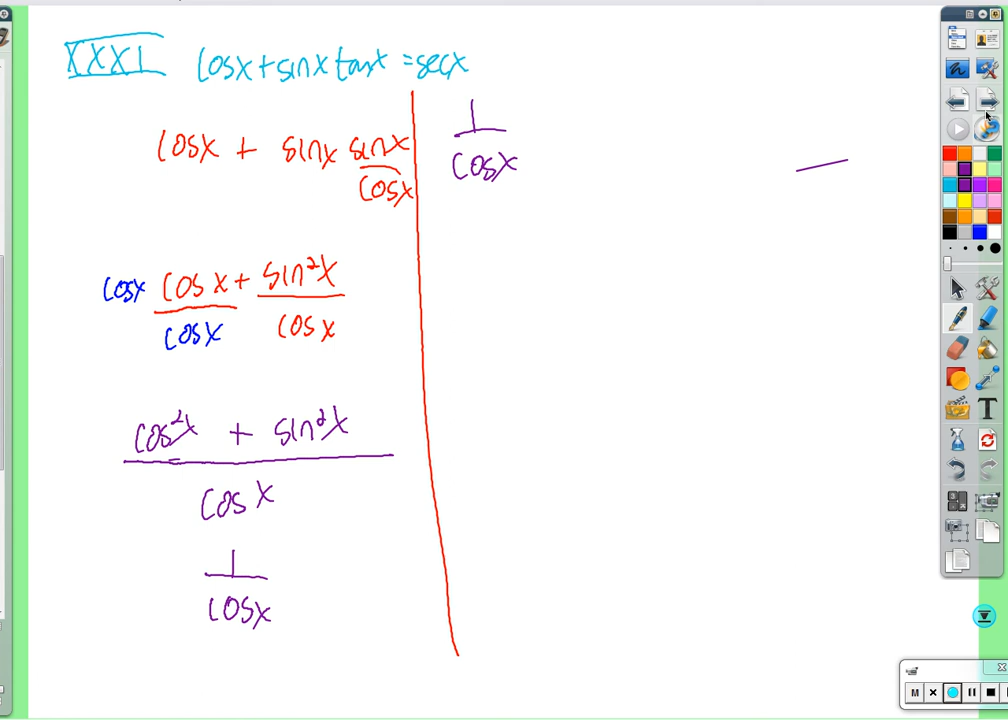 XXXI cosx+sinx tanx =secx
cosx + sinx sinx/cosx | 1/cosx
cosx cosx/cosx + sin²x/cosx
cos²x + sin²x
cosx
1
cosx
T
M